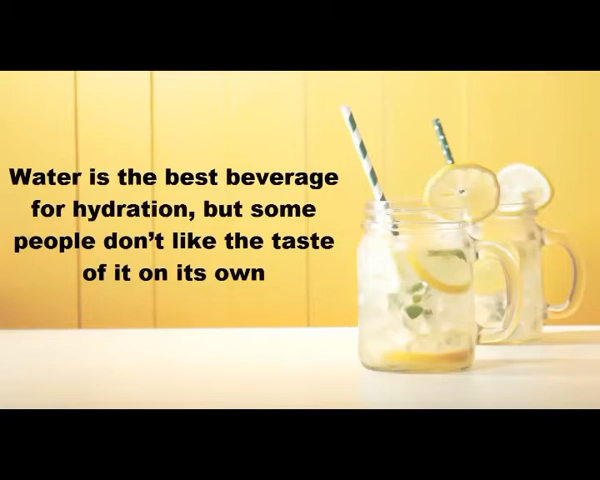 Water is the best beverage
for hydration, but some
people don’t like the taste
of it on its own